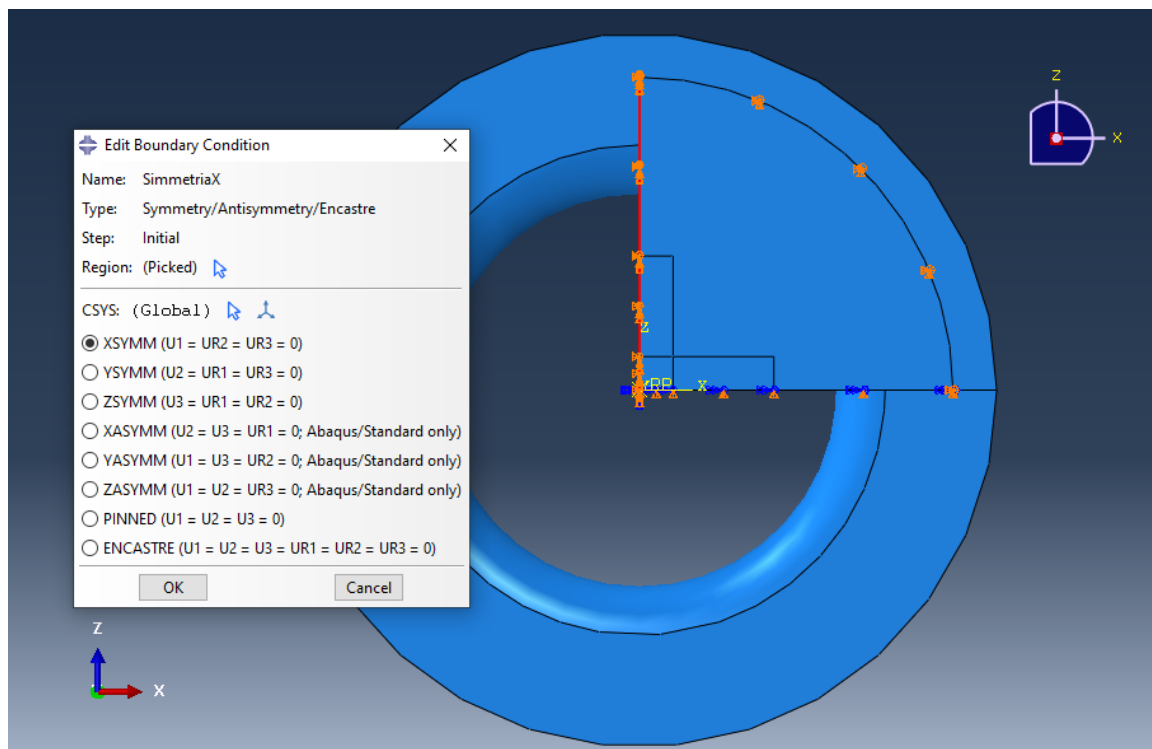 Edit Boundary Condition
Name: SimmetriaX
Type: Symmetry/Antisymmetry/Encastre
Step: Initial
Region: (Picked)
CSYS: (Global)
XSYMM (U1 = UR2 = UR3 = 0)
YSYMM (U2 = UR1 = UR3 = 0)
ZSYMM (U3 = UR1 = UR2 = 0)
XASYMM (U2 = U3 = UR1 = 0; Abaqus/Standard only)
YASYMM (U1 = U3 = UR2 = 0; Abaqus/Standard only)
ZASYMM (U1 = U2 = UR3 = 0; Abaqus/Standard only)
PINNED (U1 = U2 = U3 = 0)
ENCASTRE (U1 = U2 = U3 = UR1 = UR2 = UR3 = 0)
OK Cancel
Z
X
Z
X
Z
RP X